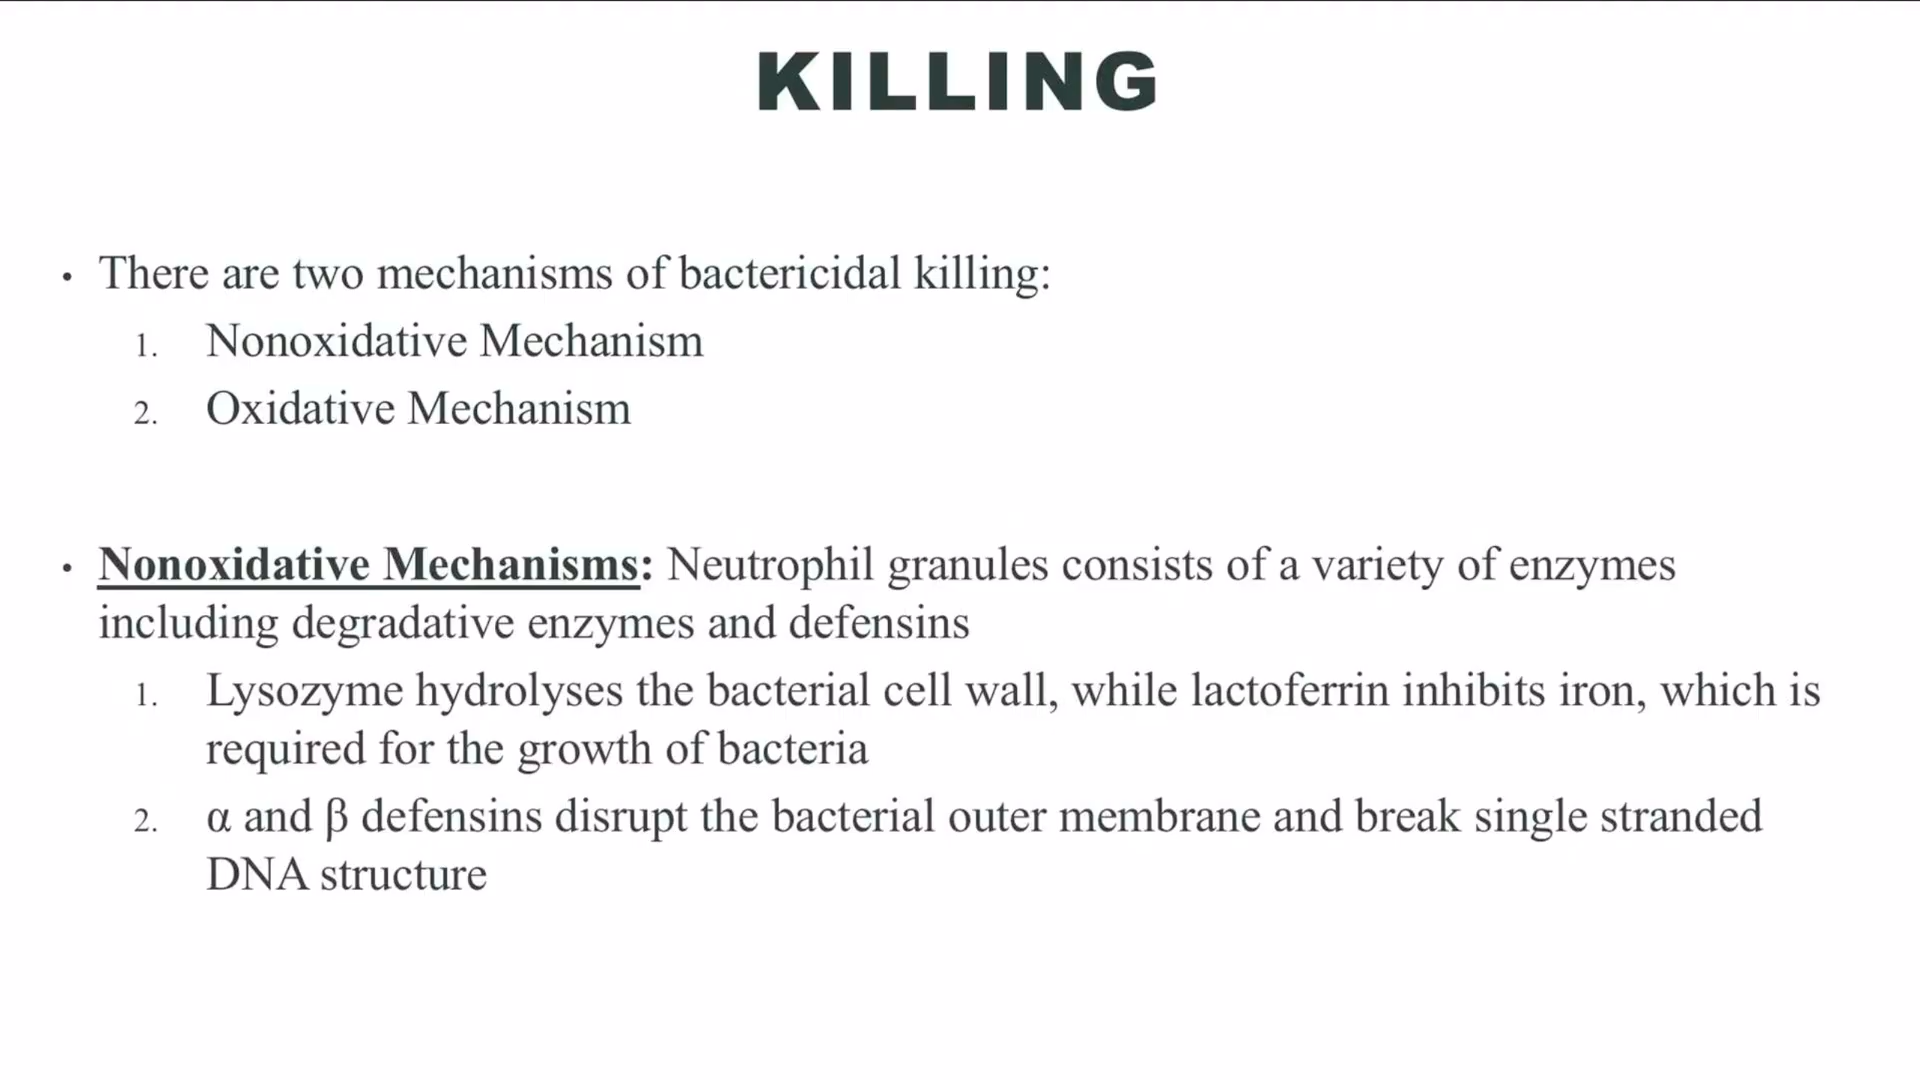 KILLING
• There are two mechanisms of bactericidal killing:
1. Nonoxidative Mechanism
2. Oxidative Mechanism
• Nonoxidative Mechanisms: Neutrophil granules consists of a variety of enzymes
including degradative enzymes and defensins
1. Lysozyme hydrolyses the bacterial cell wall, while lactoferrin inhibits iron, which is
required for the growth of bacteria
2. α and β defensins disrupt the bacterial outer membrane and break single stranded
DNA structure